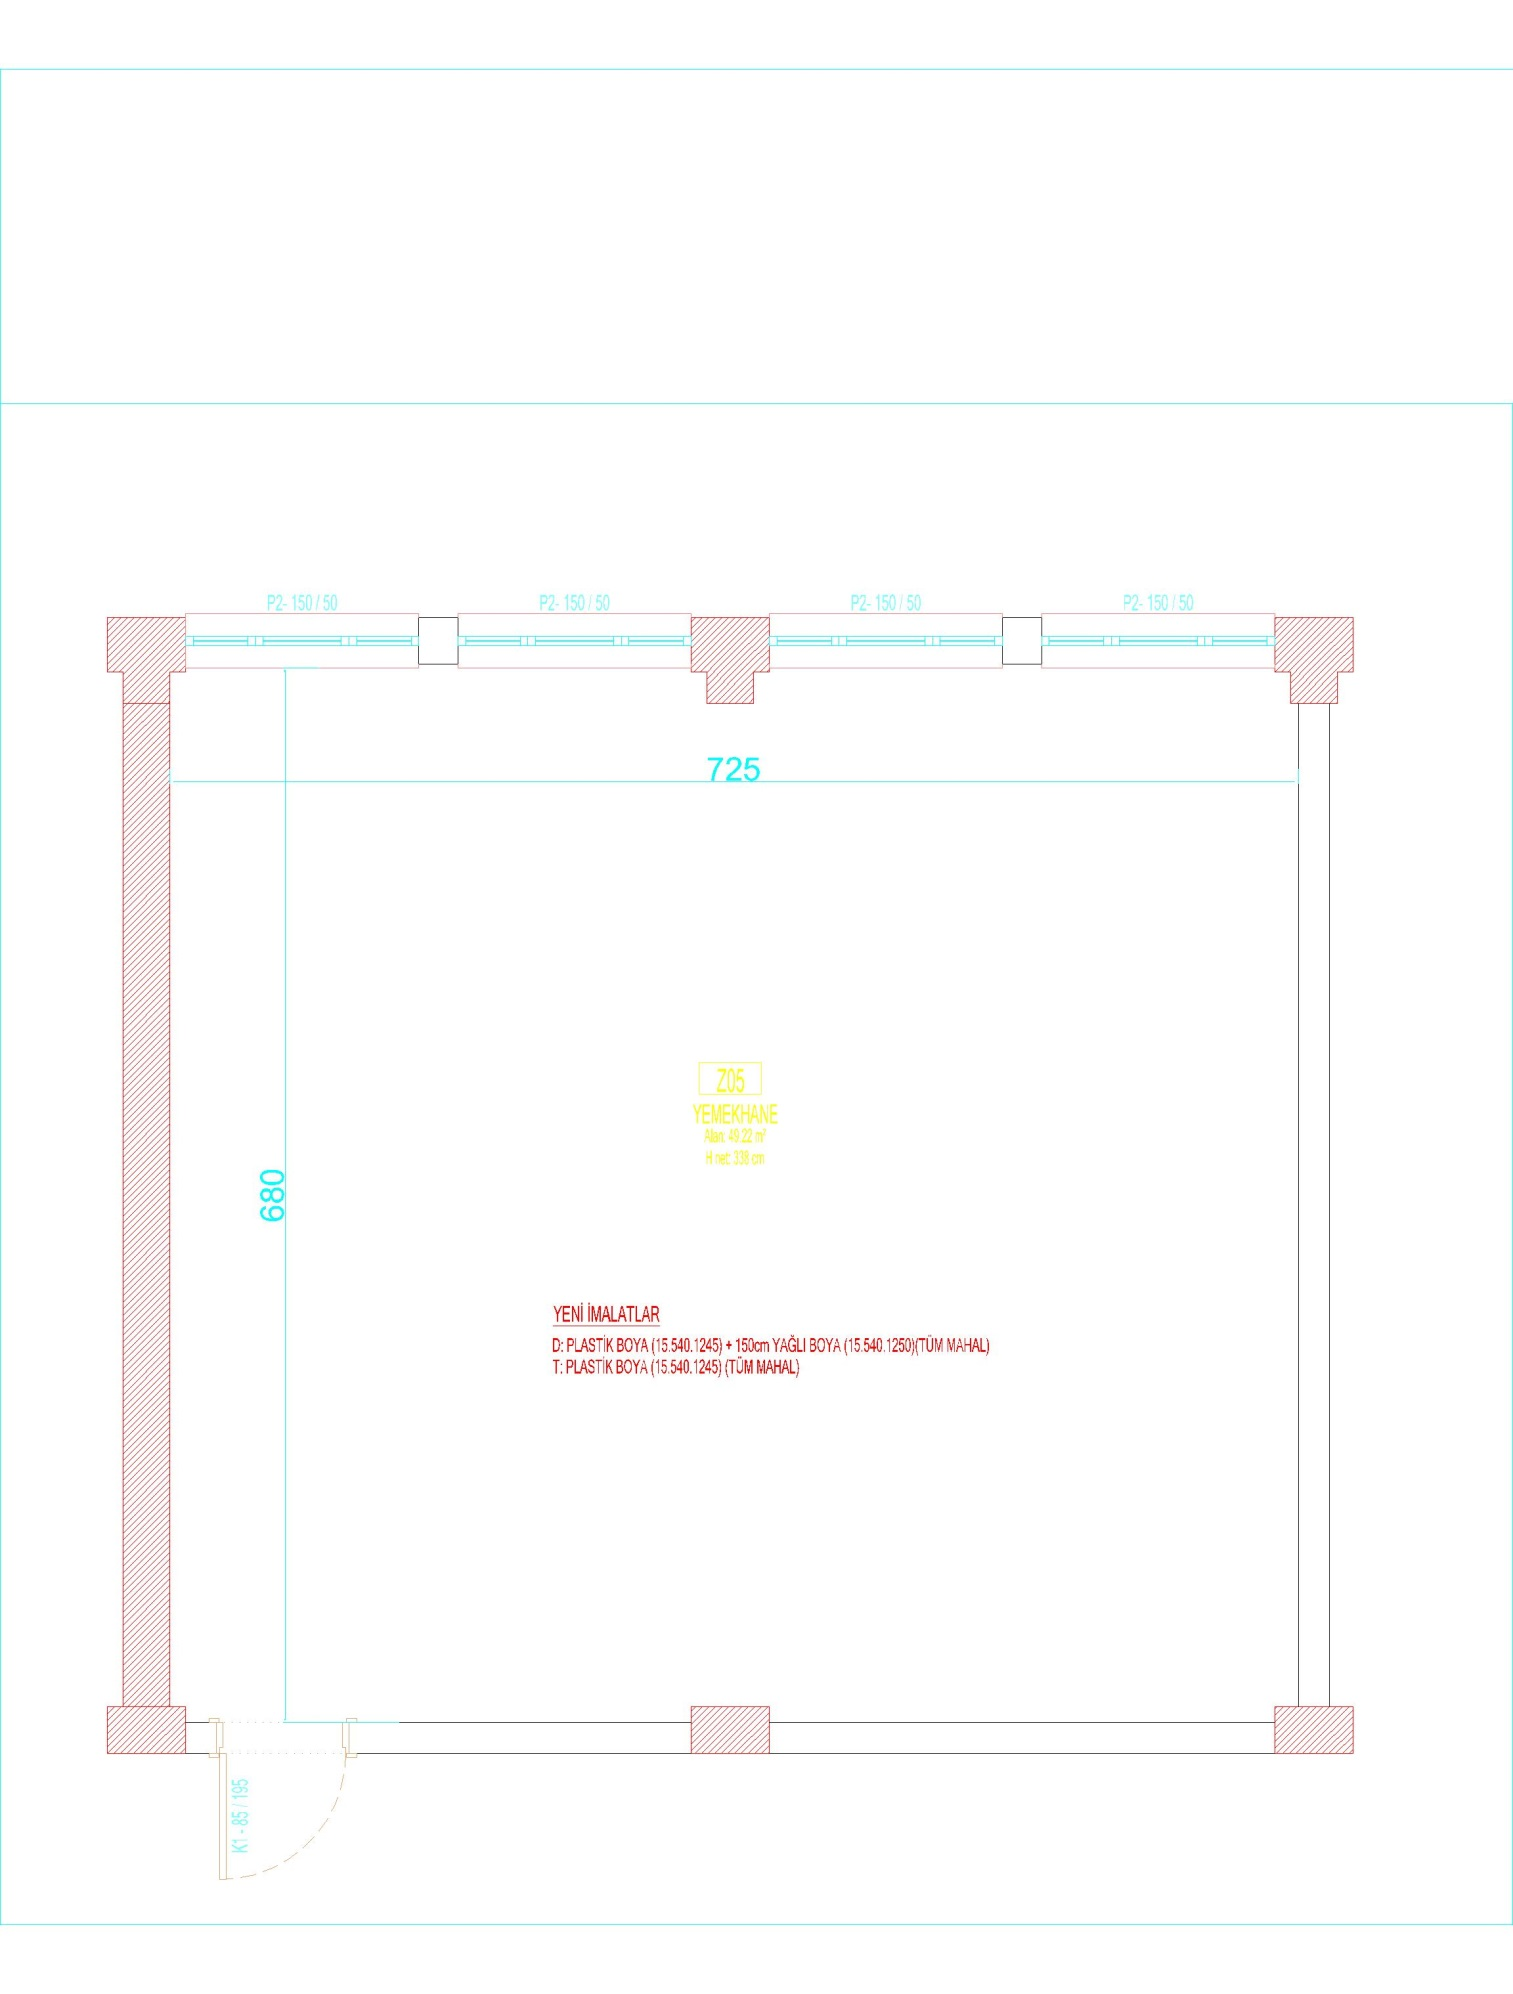 P2- 150 / 50
P2- 150 / 50
P2- 150 / 50
P2- 150 / 50
725
Z05
YEMEKHANE
Alan: 49.22 m²
H net: 338 cm
680
YENİ İMALATLAR
D: PLASTİK BOYA (15.540.1245) + 150cm YAĞLI BOYA (15.540.1250)(TÜM MAHAL)
T: PLASTİK BOYA (15.540.1245) (TÜM MAHAL)
K1 - 85 / 195